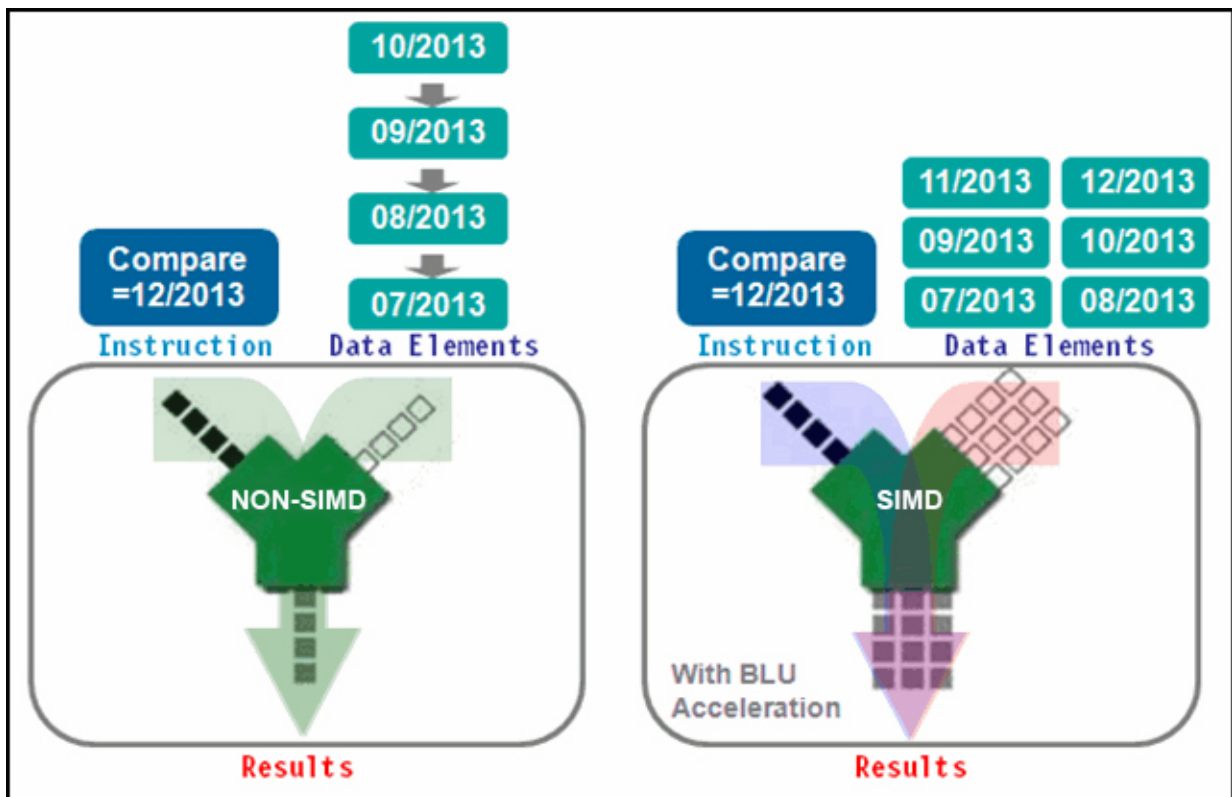 10/2013
09/2013
08/2013
07/2013
Compare
=12/2013
Instruction
Data Elements
NON-SIMD
Results
11/2013
12/2013
09/2013
10/2013
07/2013
08/2013
Compare
=12/2013
Instruction
Data Elements
SIMD
With BLU
Acceleration
Results